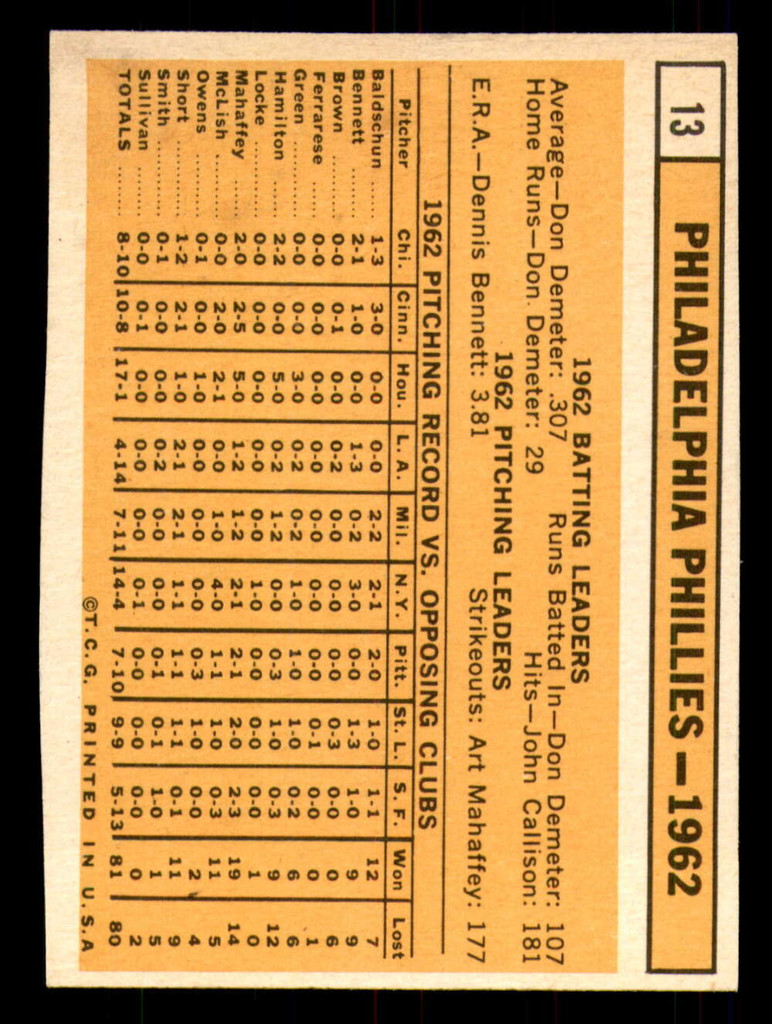 13 PHILADELPHIA PHILLIES—1962
1962 BATTING LEADERS
Average—Don Demeter: .307 Runs Batted In—Don Demeter: 107
Home Runs—Don Demeter: 29 Hits—John Callison: 181
1962 PITCHING LEADERS
E.R.A.—Dennis Bennett: 3.81 Strikeouts: Art Mahaffey: 177
1962 PITCHING RECORD VS. OPPOSING CLUBS
Pitcher Chi. Cinn. Hou. L. A. Mil. N.Y. Pitt. St. L. S. F. Won Lost
Baldschun ...... 1-3 3-0 0-0 0-0 2-2 2-1 2-0 1-0 1-1 12 7
Bennett ........ 2-1 1-0 0-0 1-3 0-2 3-0 0-0 1-3 1-0 9 9
Brown .......... 0-0 0-1 0-0 0-2 0-0 0-0 0-0 0-3 0-0 0 6
Ferrarese ...... 0-0 0-0 0-0 0-0 0-0 0-0 0-0 0-1 0-0 0 1
Green .......... 0-0 0-0 3-0 0-2 0-2 1-0 1-0 1-0 0-2 6 6
Hamilton ....... 2-2 0-0 5-0 0-2 1-2 0-0 0-3 1-0 0-3 9 12
Locke .......... 0-0 0-0 0-0 0-0 0-0 1-0 0-0 0-0 0-0 1 0
Mahaffey ....... 2-0 2-5 5-0 1-2 1-2 2-1 2-1 2-0 2-3 19 14
McLish ......... 0-0 2-0 2-1 0-0 1-0 4-0 1-1 1-0 0-3 11 5
Owens .......... 0-1 0-0 1-0 0-0 0-0 0-0 0-3 1-0 0-0 2 4
Short .......... 1-2 2-1 1-0 2-1 2-1 1-1 1-1 1-1 0-1 11 9
Smith .......... 0-1 0-0 0-0 0-2 0-0 0-0 0-1 0-1 1-0 1 5
Sullivan ....... 0-0 0-1 0-0 0-0 0-0 0-1 0-0 0-0 0-0 0 2
TOTALS ......... 8-10 10-8 17-1 4-14 7-11 14-4 7-10 9-9 5-13 81 80
©T.C.G. PRINTED IN U.S.A